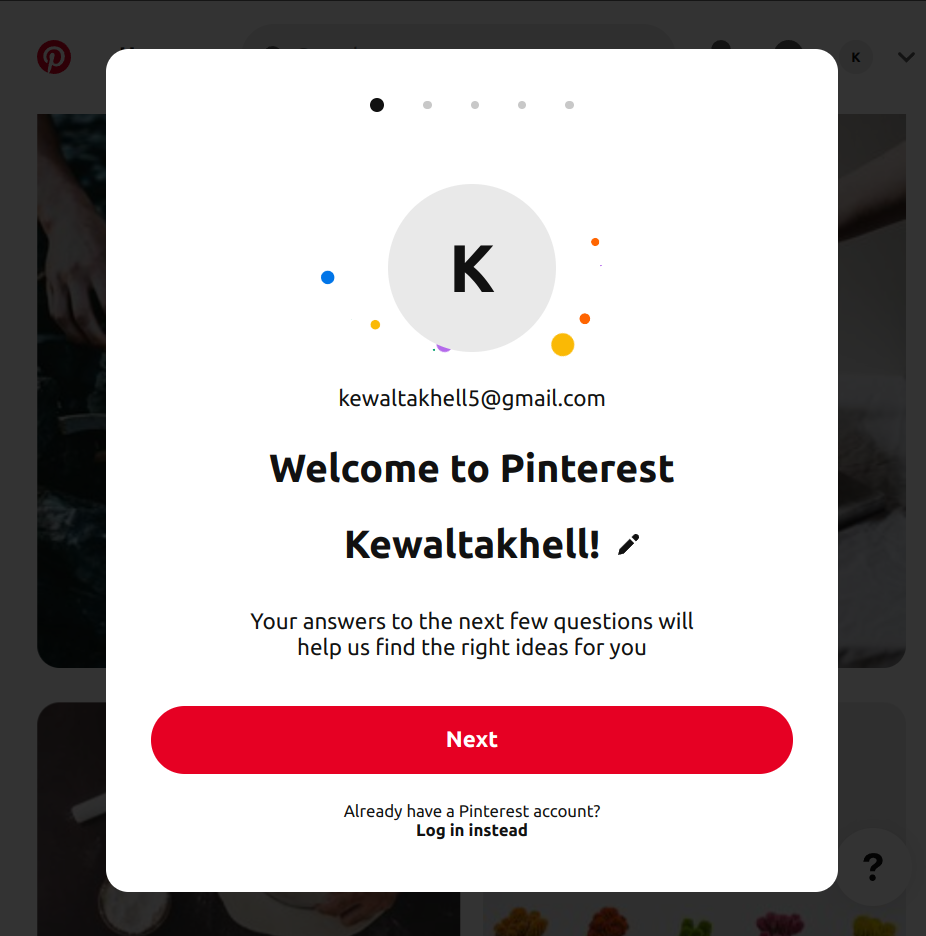 K
K
kewaltakhell5@gmail.com
Welcome to Pinterest
Kewaltakhell!
Your answers to the next few questions will
help us find the right ideas for you
Next
Already have a Pinterest account?
Log in instead
?